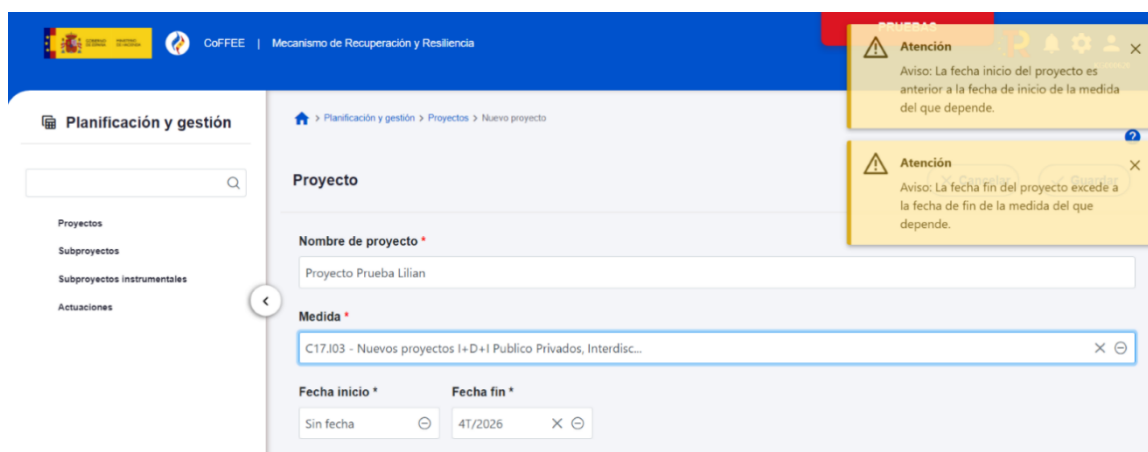 CoFFEE | Mecanismo de Recuperación y Resiliencia
PRUEBAS
Atención
Aviso: La fecha inicio del proyecto es
anterior a la fecha de inicio de la medida
del que depende.
Atención
Aviso: La fecha fin del proyecto excede a
la fecha de fin de la medida del que
depende.
Planificación y gestión
Proyectos
Subproyectos
Subproyectos instrumentales
Actuaciones
> Planificación y gestión > Proyectos > Nuevo proyecto
Proyecto
Cancelar
Guardar
Nombre de proyecto *
Proyecto Prueba Lilian
Medida *
C17.I03 - Nuevos proyectos I+D+I Publico Privados, Interdisc...
Fecha inicio * Fecha fin *
Sin fecha 4T/2026